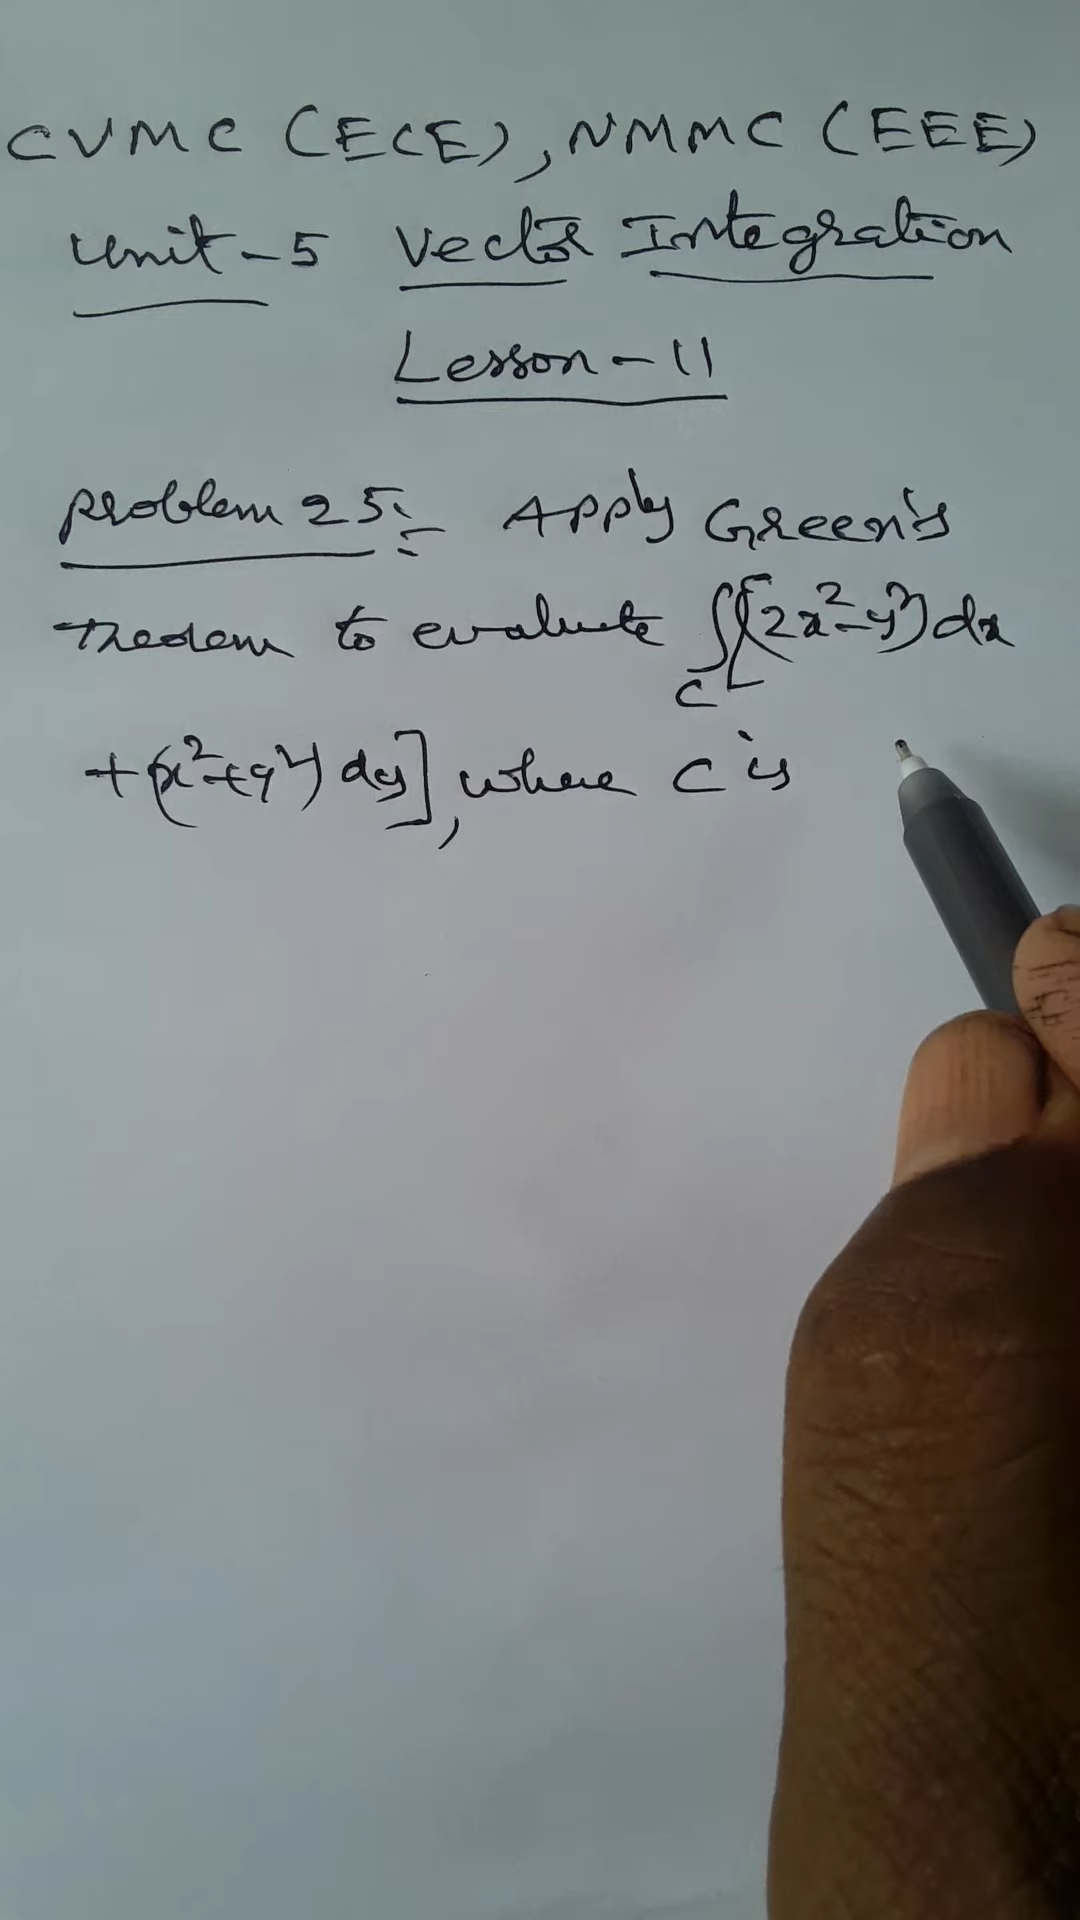 CVMC (ECE), NMMC (EEE)
Unit-5 Vector Integration
Lesson-11
Problem 25:- Apply Green's
Theorem to evaluate ∫[(2x²-y²)dx
C
+(x²+y²)dy], where C is